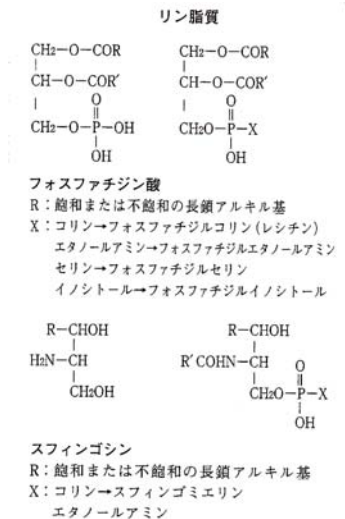 リン脂質
CH2-O-COR CH2-O-COR
CH-O-COR′ CH-O-COR′
O O
CH2-O-P-OH CH2O-P-X
OH OH
フォスファチジン酸
R：飽和または不飽和の長鎖アルキル基
X：コリン→フォスファチジルコリン(レシチン)
エタノールアミン→フォスファチジルエタノールアミン
セリン→フォスファチジルセリン
イノシトール→フォスファチジルイノシトール
R-CHOH R-CHOH
H2N-CH R′COHN-CH O
CH2OH CH2O-P-X
OH
スフィンゴシン
R：飽和または不飽和の長鎖アルキル基
X：コリン→スフィンゴミエリン
エタノールアミン